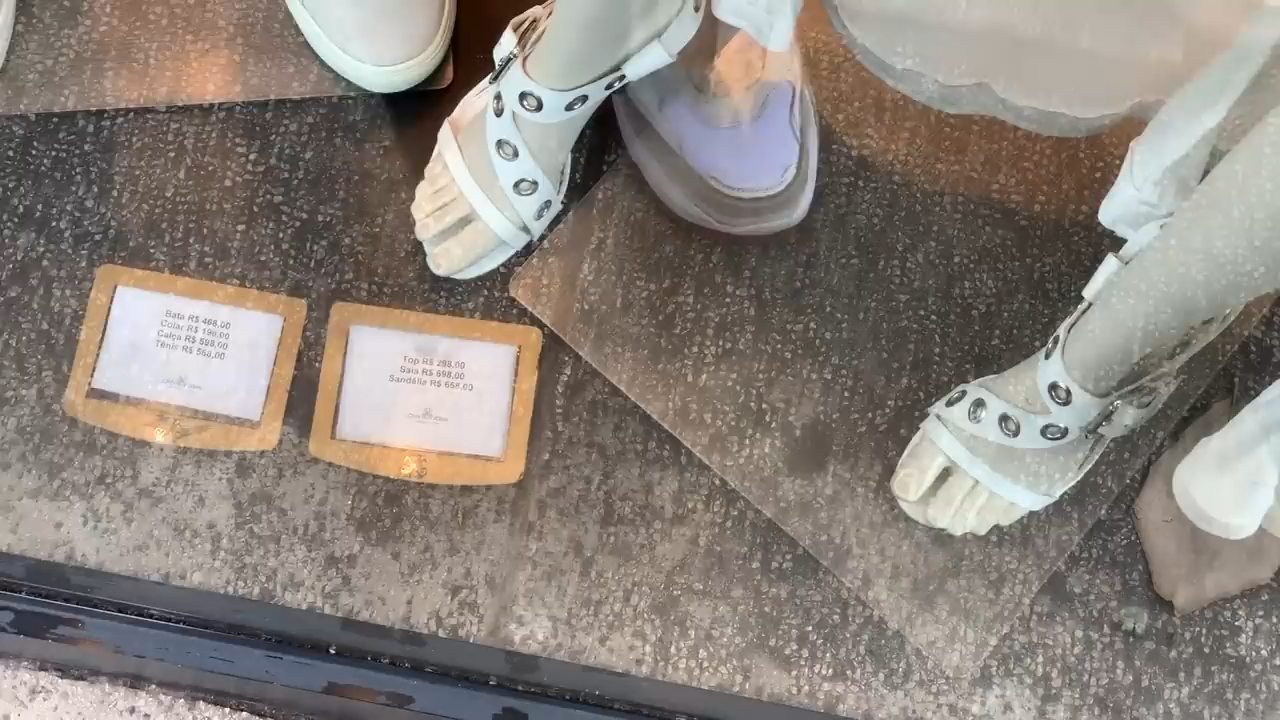 Bata R$ 468,00
Colar R$ 198,00
Calça R$ 598,00
Tênis R$ 568,00
Top R$ 298,00
Saia R$ 698,00
Sandália R$ 658,00